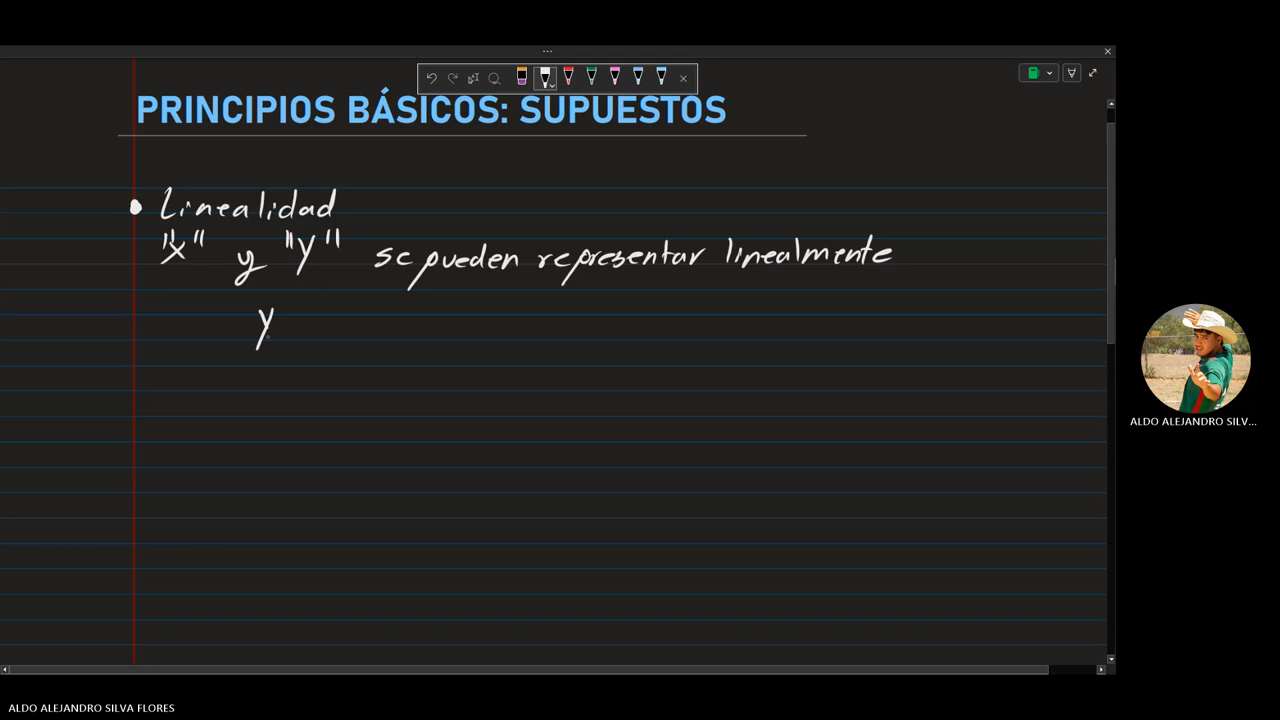 PRINCIPIOS BÁSICOS: SUPUESTOS
• Linealidad
"x" y "y" se pueden representar linealmente
y
ALDO ALEJANDRO SILV...
ALDO ALEJANDRO SILVA FLORES